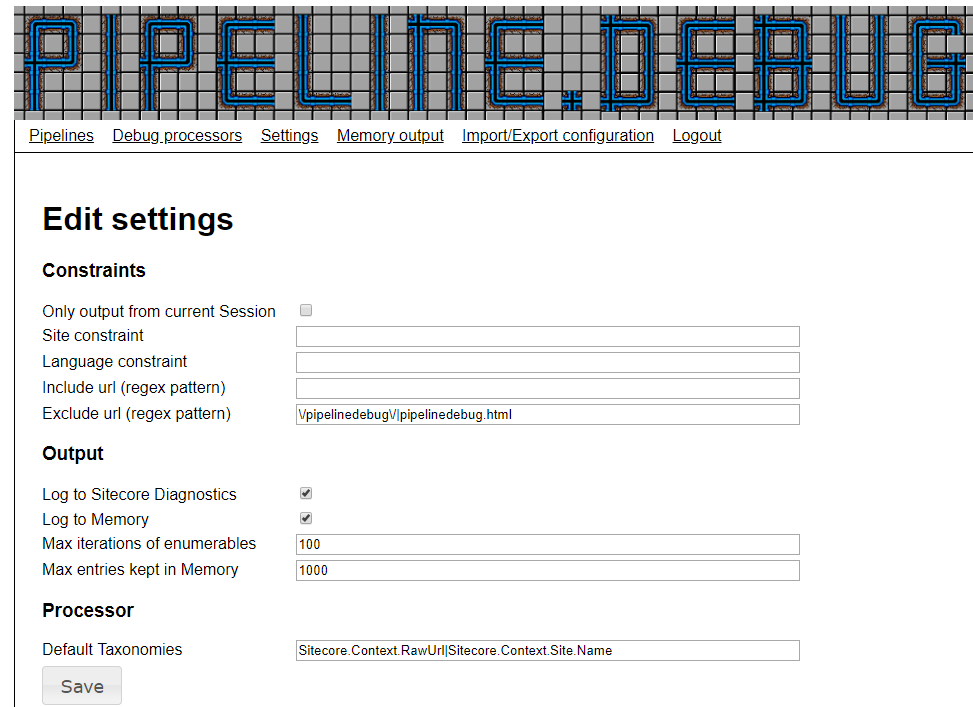 PIPELINE.DEBUG
Pipelines Debug processors Settings Memory output Import/Export configuration Logout
Edit settings
Constraints
Only output from current Session
Site constraint
Language constraint
Include url (regex pattern)
Exclude url (regex pattern) \/pipelinedebug\/|pipelinedebug.html
Output
Log to Sitecore Diagnostics
Log to Memory
Max iterations of enumerables 100
Max entries kept in Memory 1000
Processor
Default Taxonomies Sitecore.Context.RawUrl|Sitecore.Context.Site.Name
Save